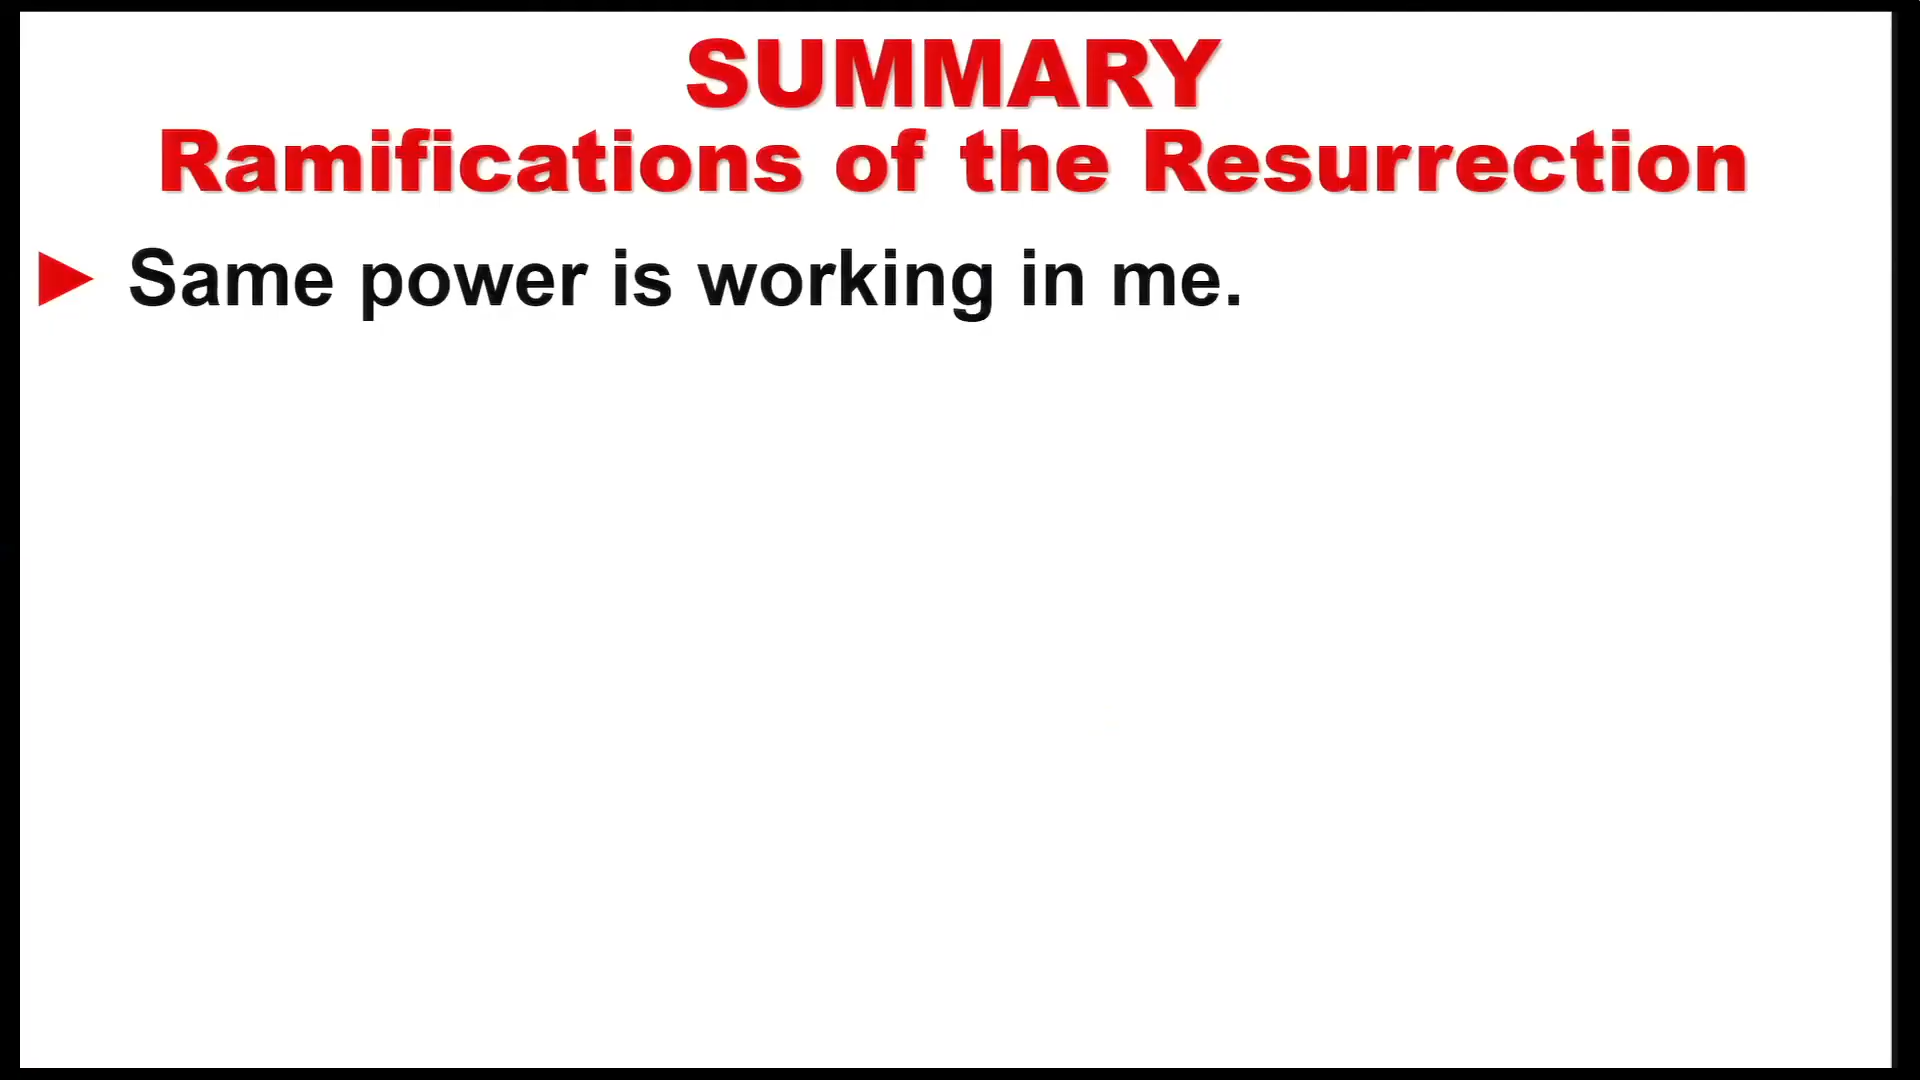 SUMMARY
Ramifications of the Resurrection
Same power is working in me.